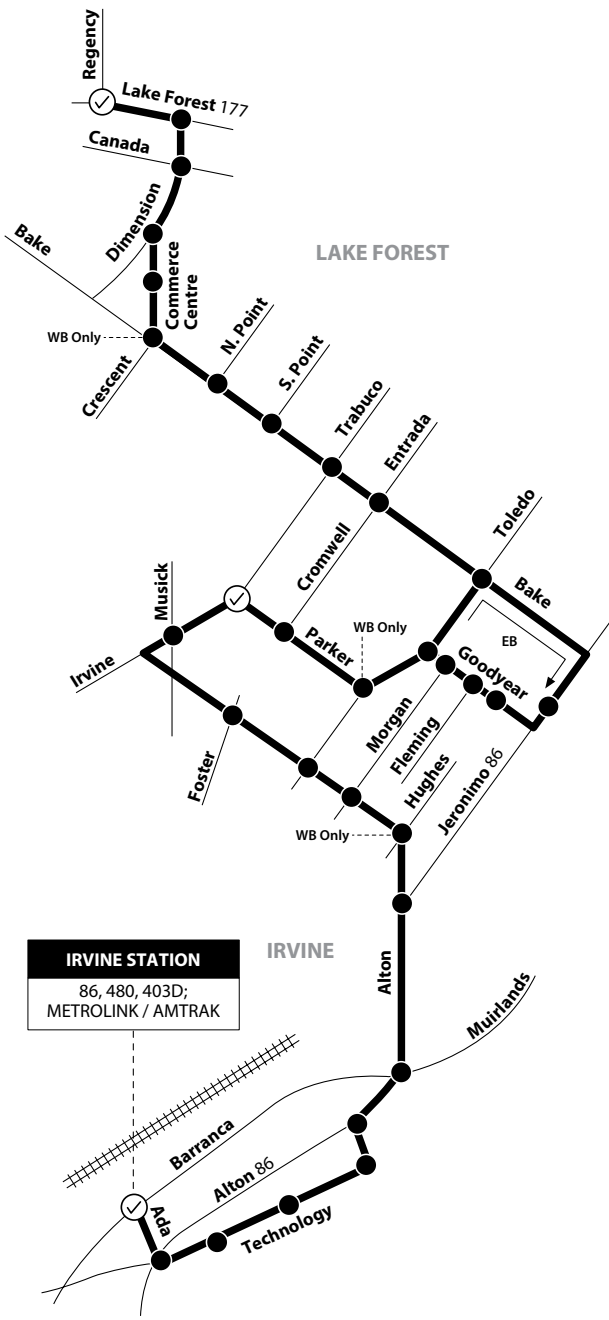 Regency
Lake Forest 177
Canada
Dimension
Bake
LAKE FOREST
Commerce
Centre
WB Only
Crescent
N. Point
S. Point
Trabuco
Entrada
Toledo
Cromwell
Bake
Musick
WB Only
EB
Parker
Goodyear
Irvine
Morgan
Fleming
Foster
Hughes
Jeronimo 86
WB Only
IRVINE STATION
86, 480, 403D;
METROLINK / AMTRAK
IRVINE
Alton
Muirlands
Barranca
Alton 86
Ada
Technology